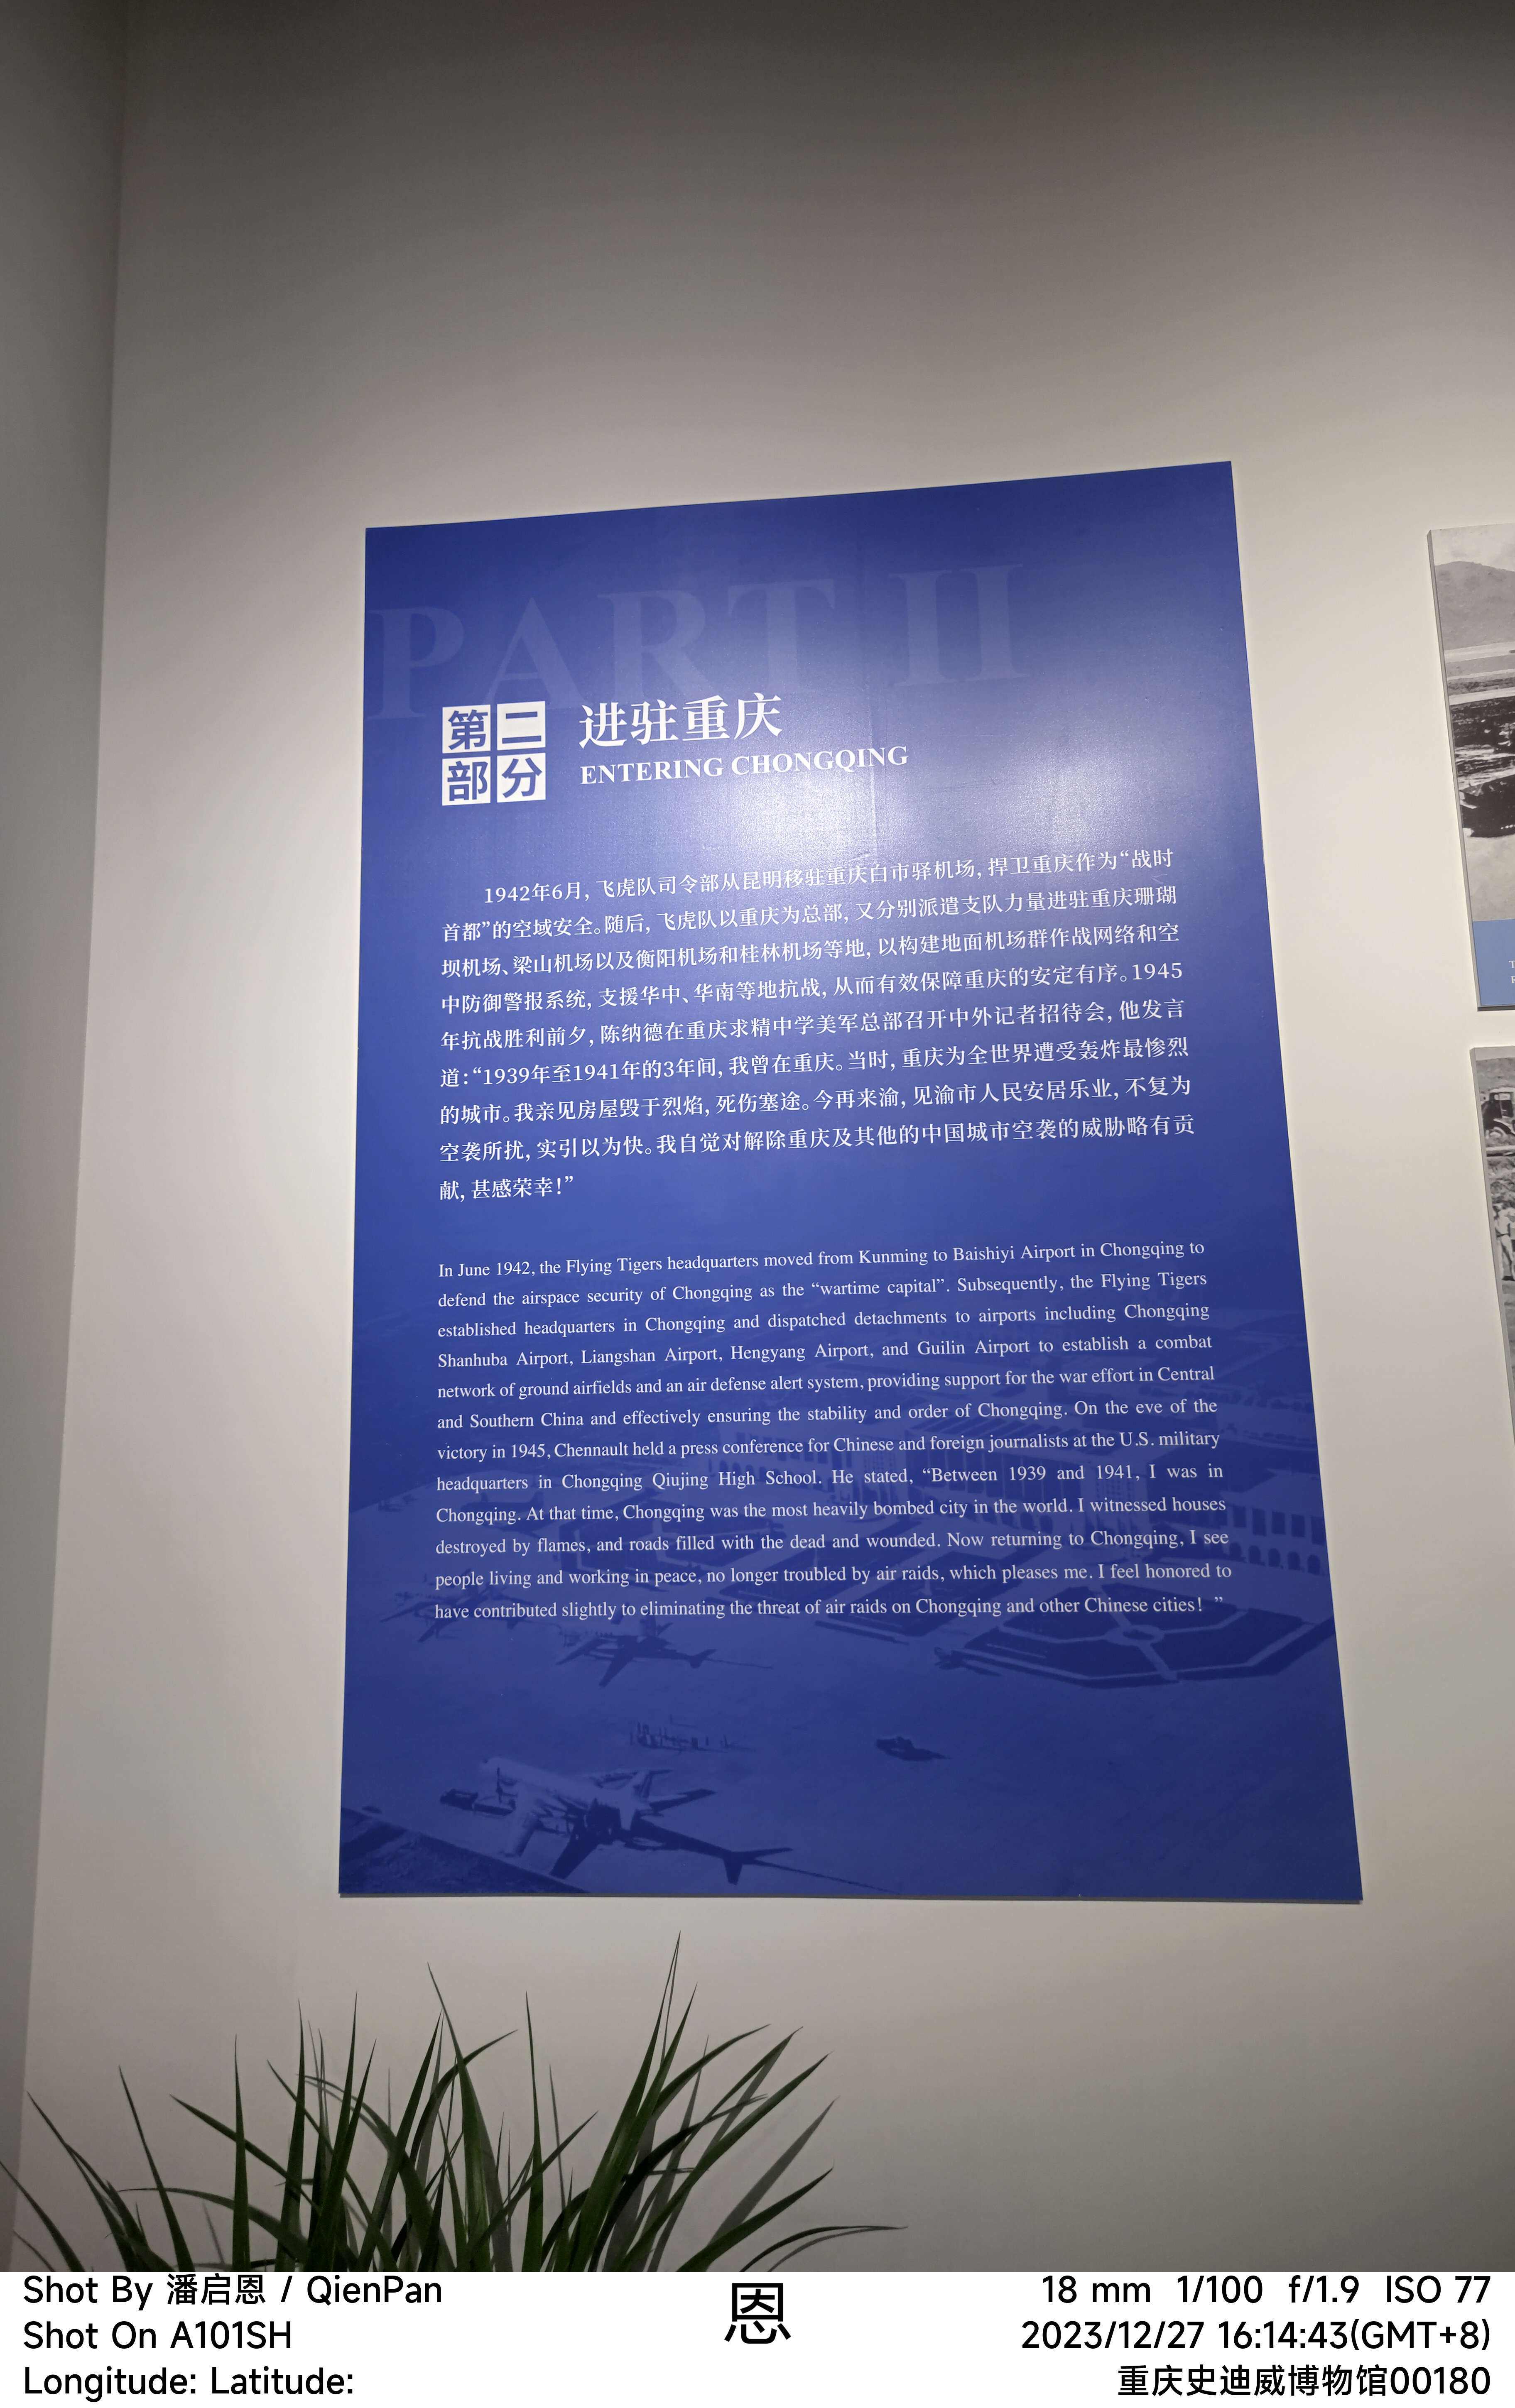 PART II
第二
部分
进驻重庆
ENTERING CHONGQING
1942年6月,飞虎队司令部从昆明移驻重庆白市驿机场,捍卫重庆作为“战时
首都”的空域安全。随后,飞虎队以重庆为总部,又分别派遣支队力量进驻重庆珊瑚
坝机场、梁山机场以及衡阳机场和桂林机场等地,以构建地面机场群作战网络和空
中防御警报系统,支援华中、华南等地抗战,从而有效保障重庆的安定有序。1945
年抗战胜利前夕,陈纳德在重庆求精中学美军总部召开中外记者招待会,他发言
道:“1939年至1941年的3年间,我曾在重庆。当时,重庆为全世界遭受轰炸最惨烈
的城市。我亲见房屋毁于烈焰,死伤塞途。今再来渝,见渝市人民安居乐业,不复为
空袭所扰,实引以为快。我自觉对解除重庆及其他的中国城市空袭的威胁略有贡
献,甚感荣幸!”
In June 1942, the Flying Tigers headquarters moved from Kunming to Baishiyi Airport in Chongqing to
defend the airspace security of Chongqing as the “wartime capital”. Subsequently, the Flying Tigers
established headquarters in Chongqing and dispatched detachments to airports including Chongqing
Shanhuba Airport, Liangshan Airport, Hengyang Airport, and Guilin Airport to establish a combat
network of ground airfields and an air defense alert system, providing support for the war effort in Central
and Southern China and effectively ensuring the stability and order of Chongqing. On the eve of the
victory in 1945, Chennault held a press conference for Chinese and foreign journalists at the U.S. military
headquarters in Chongqing Qiujing High School. He stated, “Between 1939 and 1941, I was in
Chongqing. At that time, Chongqing was the most heavily bombed city in the world. I witnessed houses
destroyed by flames, and roads filled with the dead and wounded. Now returning to Chongqing, I see
people living and working in peace, no longer troubled by air raids, which pleases me. I feel honored to
have contributed slightly to eliminating the threat of air raids on Chongqing and other Chinese cities! ”
Shot By 潘启恩 / QienPan
Shot On A101SH
Longitude: Latitude:
恩
18 mm 1/100 f/1.9 ISO 77
2023/12/27 16:14:43(GMT+8)
重庆史迪威博物馆00180